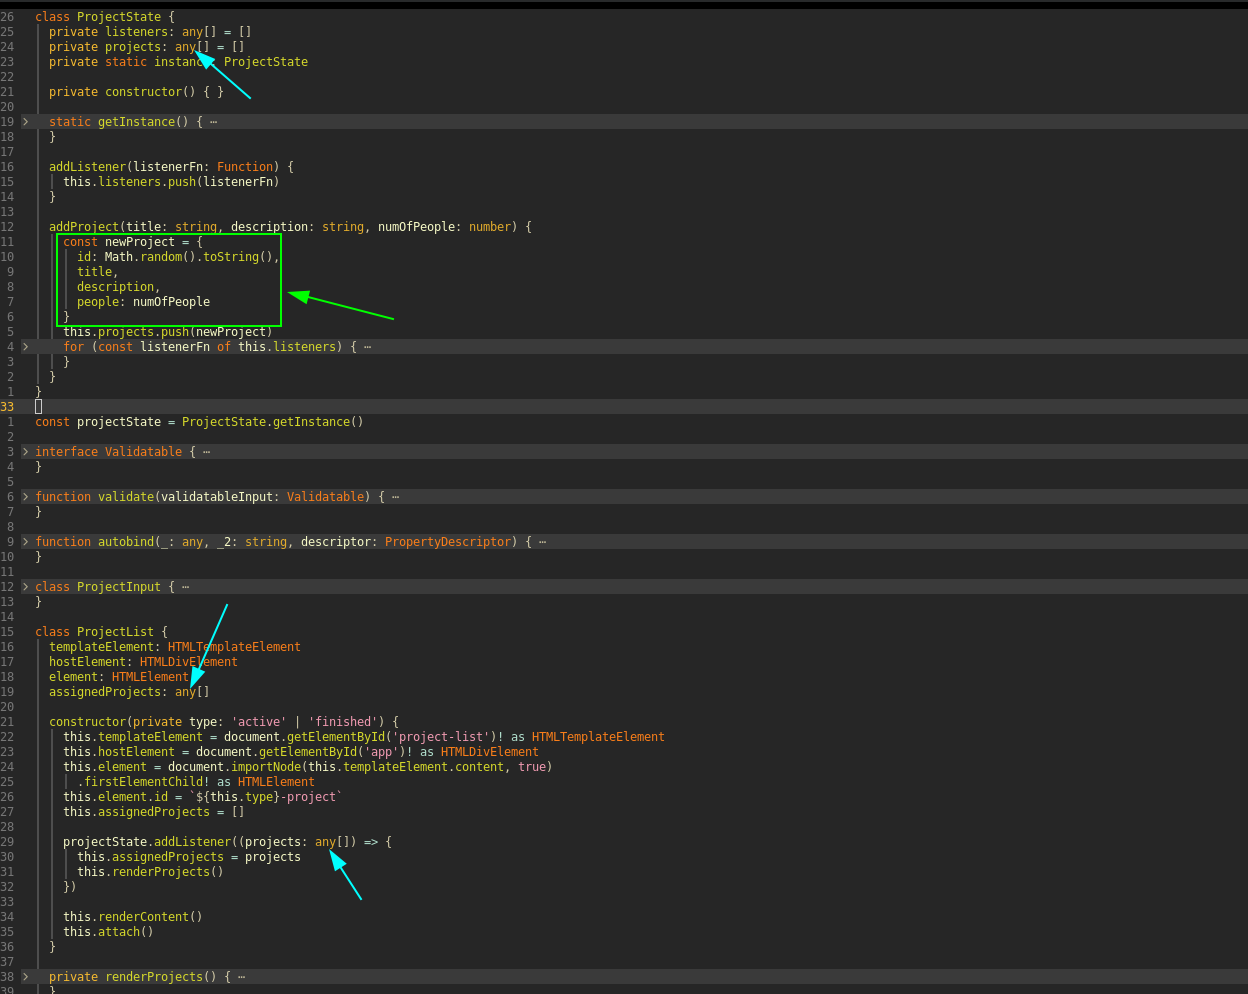 26 class ProjectState {
25 private listeners: any[] = []
24 private projects: any[] = []
23 private static instanc ProjectState
22
21 private constructor() { }
20
19 > static getInstance() { ⋯
18 }
17
16 addListener(listenerFn: Function) {
15 this.listeners.push(listenerFn)
14 }
13
12 addProject(title: string, description: string, numOfPeople: number) {
11 const newProject = {
10 id: Math.random().toString(),
9 title,
8 description,
7 people: numOfPeople
6 }
5 this.projects.push(newProject)
4 > for (const listenerFn of this.listeners) { ⋯
3 }
2 }
1 }
33
1 const projectState = ProjectState.getInstance()
2
3 > interface Validatable { ⋯
4 }
5
6 > function validate(validatableInput: Validatable) { ⋯
7 }
8
9 > function autobind(_: any, _2: string, descriptor: PropertyDescriptor) { ⋯
10 }
11
12 > class ProjectInput { ⋯
13 }
14
15 class ProjectList {
16 templateElement: HTMLTemplateElement
17 hostElement: HTMLDivElement
18 element: HTMLElement
19 assignedProjects: any[]
20
21 constructor(private type: 'active' | 'finished') {
22 this.templateElement = document.getElementById('project-list')! as HTMLTemplateElement
23 this.hostElement = document.getElementById('app')! as HTMLDivElement
24 this.element = document.importNode(this.templateElement.content, true)
25 .firstElementChild! as HTMLElement
26 this.element.id = `${this.type}-project`
27 this.assignedProjects = []
28
29 projectState.addListener((projects: any[]) => {
30 this.assignedProjects = projects
31 this.renderProjects()
32 })
33
34 this.renderContent()
35 this.attach()
36 }
37
38 > private renderProjects() { ⋯
39 }